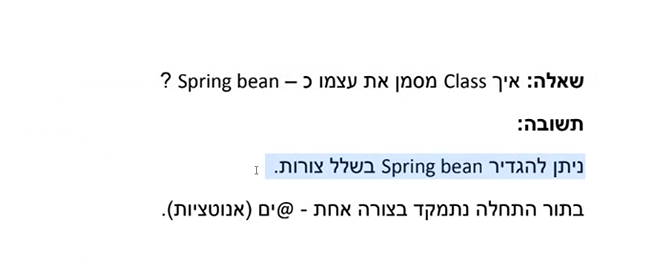 שאלה: איך Class מסמן את עצמו כ – Spring bean ?
תשובה:
ניתן להגדיר Spring bean בשלל צורות.
בתור התחלה נתמקד בצורה אחת - @ים (אנוטציות).